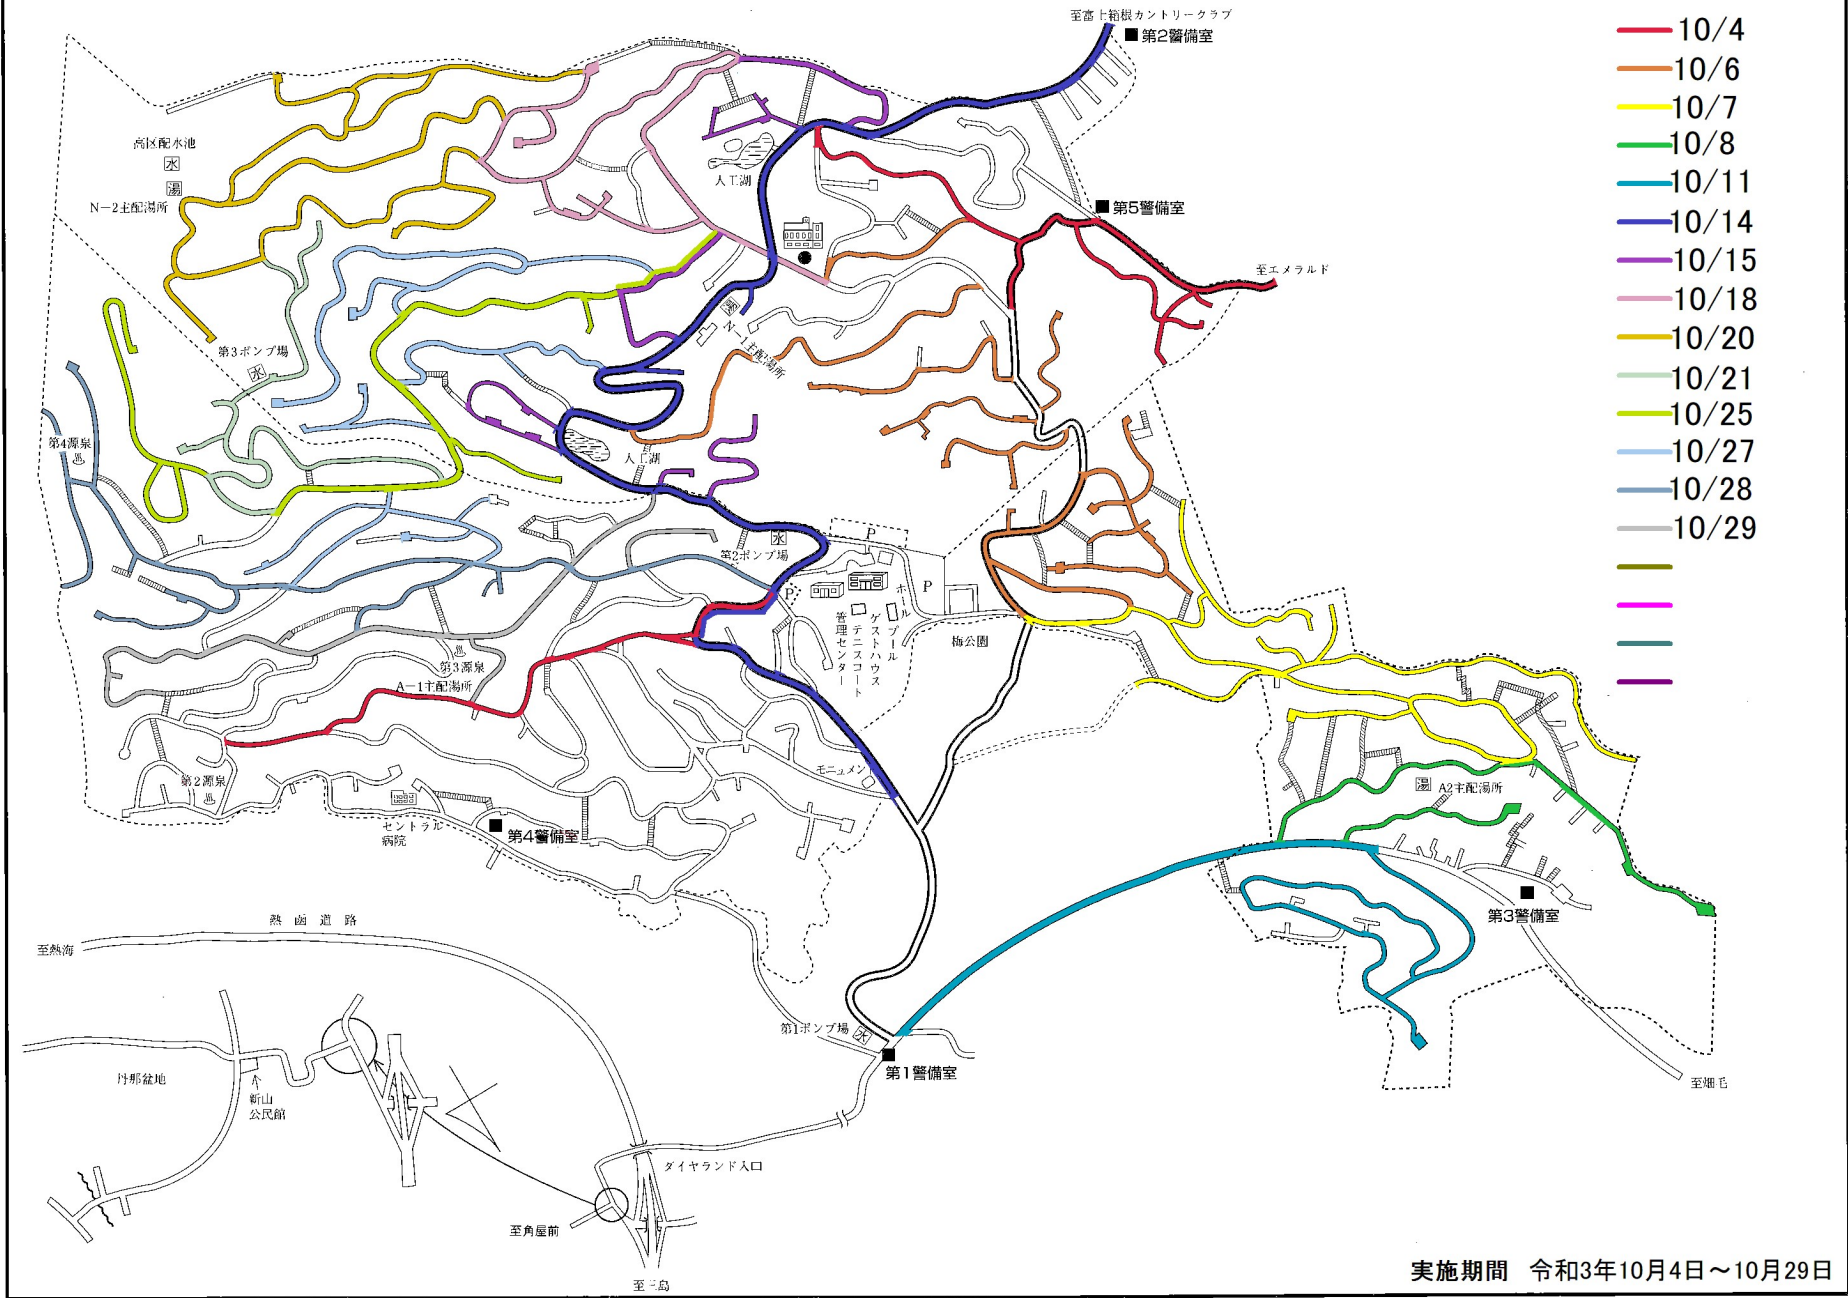 至富士箱根カントリークラブ
第2警備室
10/4
10/6
10/7
10/8
10/11
10/14
10/15
10/18
10/20
10/21
10/25
10/27
10/28
10/29
高区配水池
水
湯
N－2主配湯所
人工湖
第5警備室
至エメラルド
湯
N－1主配湯所
第3ポンプ場
水
第4源泉
人工湖
水
第2ポンプ場
P
P
P
ホール
プール
ゲストハウス
テニスコート
管理センター
梅公園
第3源泉
A－1主配湯所
第2源泉
モニュメン
湯
A2主配湯所
セントラル
病院
第4警備室
第3警備室
熱函道路
至熱海
第1ポンプ場
水
第1警備室
至畑毛
丹那盆地
新山
公民館
ダイヤランド入口
至角屋前
至三島
実施期間 令和3年10月4日～10月29日